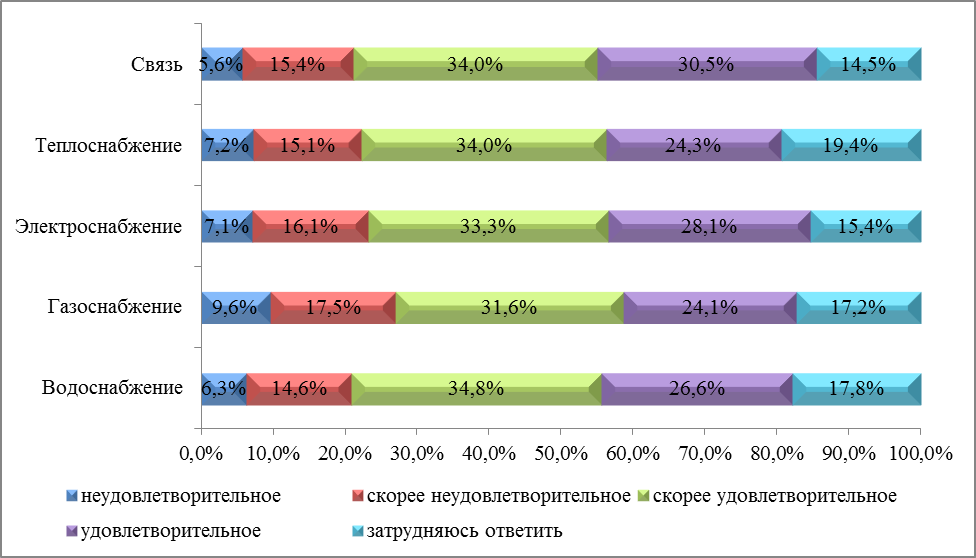 Связь 5,6% 15,4% 34,0% 30,5% 14,5%
Теплоснабжение 7,2% 15,1% 34,0% 24,3% 19,4%
Электроснабжение 7,1% 16,1% 33,3% 28,1% 15,4%
Газоснабжение 9,6% 17,5% 31,6% 24,1% 17,2%
Водоснабжение 6,3% 14,6% 34,8% 26,6% 17,8%
0,0% 10,0% 20,0% 30,0% 40,0% 50,0% 60,0% 70,0% 80,0% 90,0% 100,0%
неудовлетворительное скорее неудовлетворительное скорее удовлетворительное
удовлетворительное затрудняюсь ответить